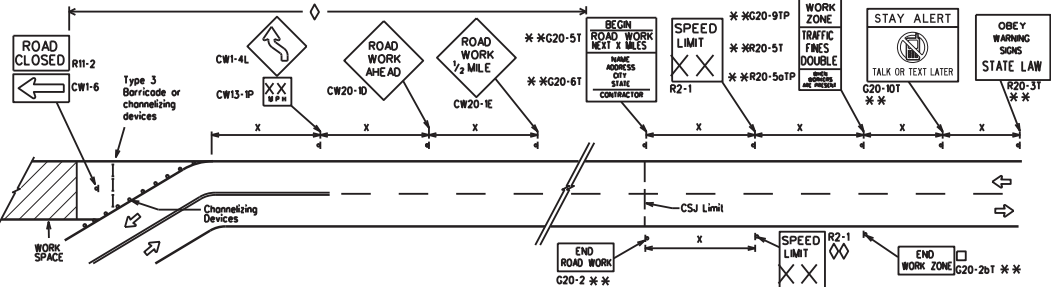 ROAD
CLOSED
R11-2
CW1-6
Type 3
Barricade or
channelizing
devices
CW1-4L
XX
MPH
CW13-1P
ROAD
WORK
AHEAD
CW20-1D
ROAD
WORK
1/2 MILE
CW20-1E
* *G20-5T
* *G20-6T
BEGIN
ROAD WORK
NEXT X MILES
NAME
ADDRESS
CITY
STATE
CONTRACTOR
SPEED
LIMIT
X X
R2-1
* *G20-9TP
* *R20-5T
* *R20-5aTP
WORK
ZONE
TRAFFIC
FINES
DOUBLE
WHEN
WORKERS
ARE PRESENT
STAY ALERT
TALK OR TEXT LATER
G20-10T
* *
OBEY
WARNING
SIGNS
STATE LAW
R20-3T
* *
X X X X X X X
WORK
SPACE
Channelizing
Devices
CSJ Limit
END
ROAD WORK
G20-2 * *
X
SPEED
LIMIT
X X
R2-1
END
WORK ZONE
G20-2bT * *